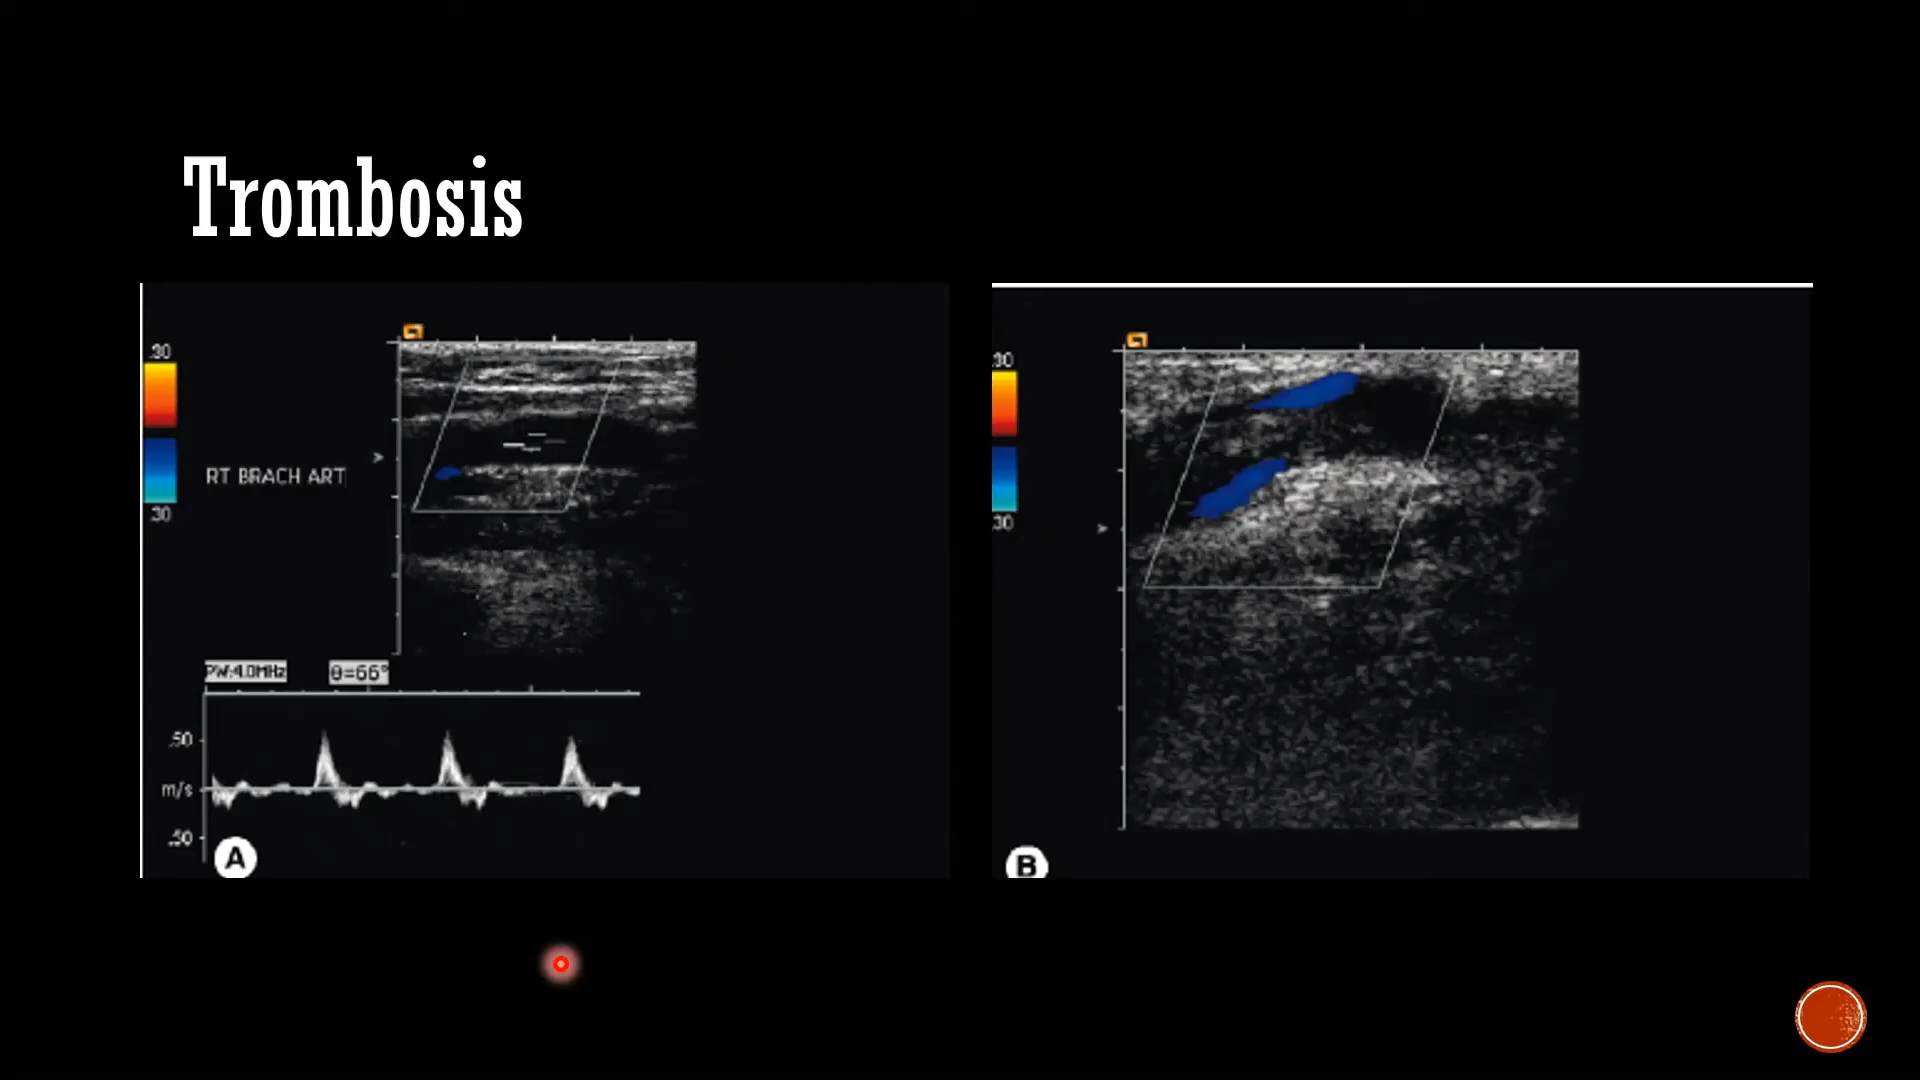 Trombosis
.30
.30
RT BRACH ART
PW:4.0MHz θ=66°
.50
m/s
.50
A
30
30
B